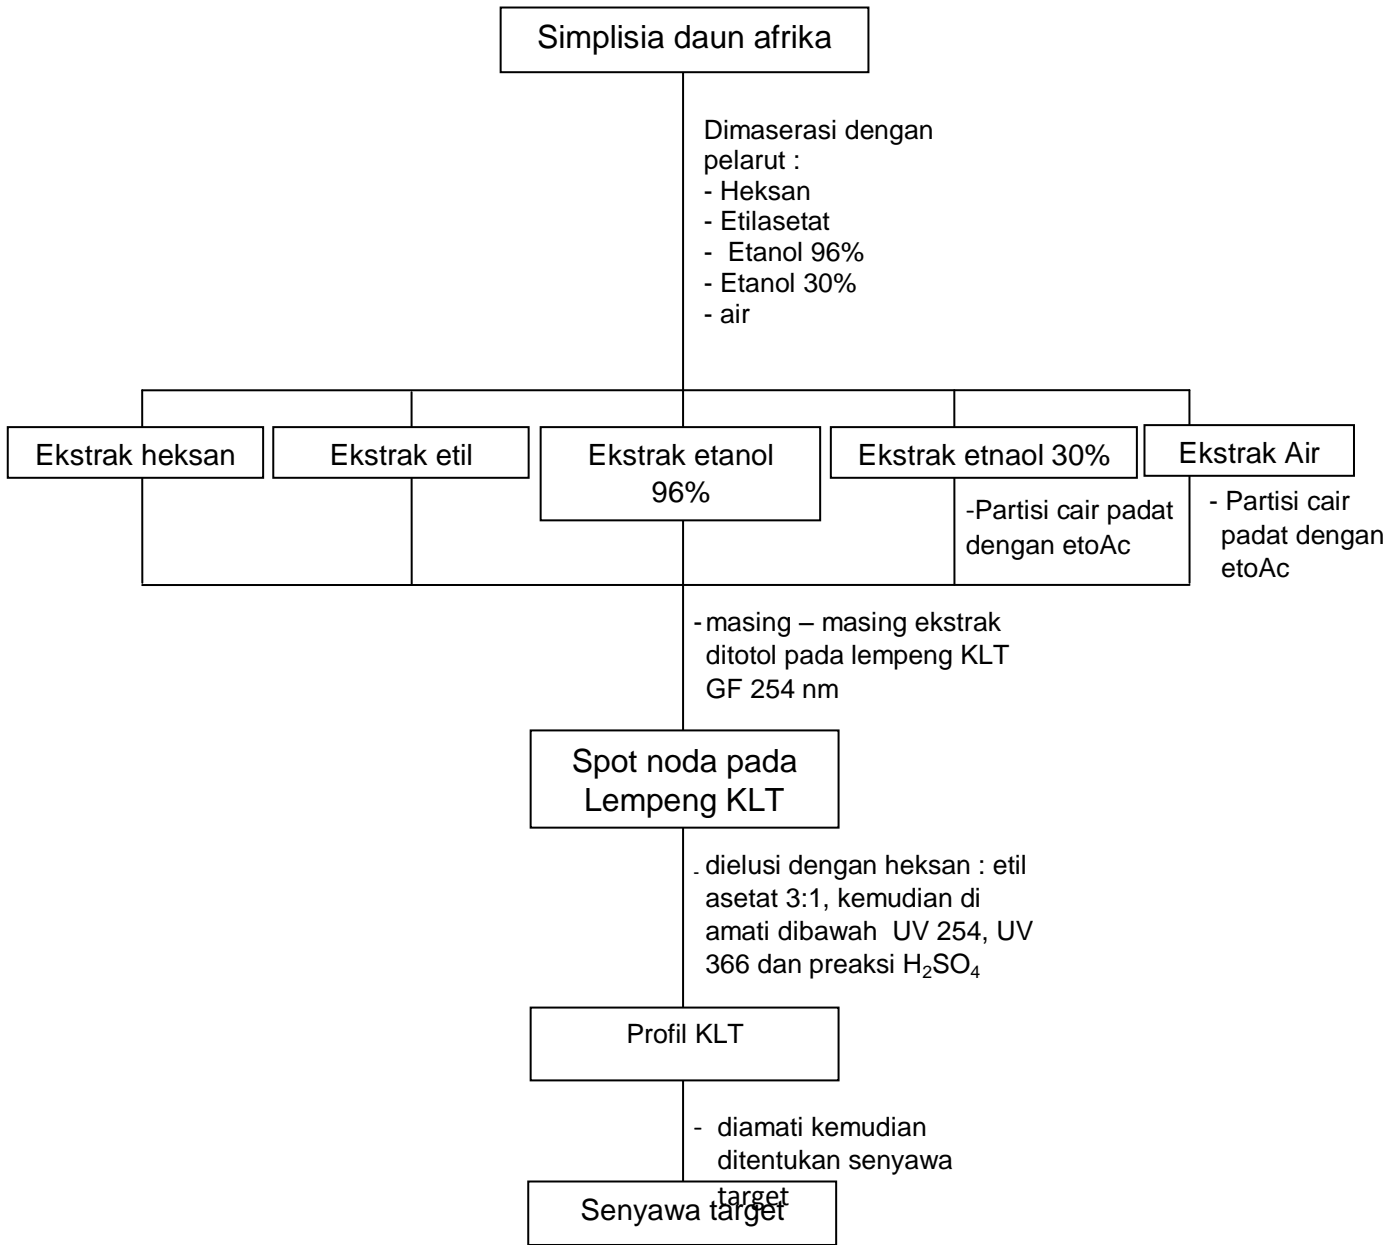 Simplisia daun afrika
Dimaserasi dengan
pelarut :
- Heksan
- Etilasetat
- Etanol 96%
- Etanol 30%
- air
Ekstrak heksan
Ekstrak etil
Ekstrak etanol
96%
Ekstrak etnaol 30%
Ekstrak Air
-Partisi cair padat
dengan etoAc
- Partisi cair
padat dengan
etoAc
- masing – masing ekstrak
ditotol pada lempeng KLT
GF 254 nm
Spot noda pada
Lempeng KLT
- dielusi dengan heksan : etil
asetat 3:1, kemudian di
amati dibawah UV 254, UV
366 dan preaksi H₂SO₄
Profil KLT
- diamati kemudian
ditentukan senyawa
target
Senyawa target